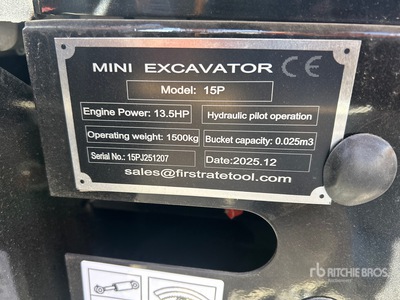 MINI EXCAVATOR CE
Model: 15P
Engine Power: 13.5HP Hydraulic pilot operation
Operating weight: 1500kg Bucket capacity: 0.025m3
Serial No.: 15PJ251207 Date:2025.12
sales@firstratetool.com
rb RITCHIE BROS.